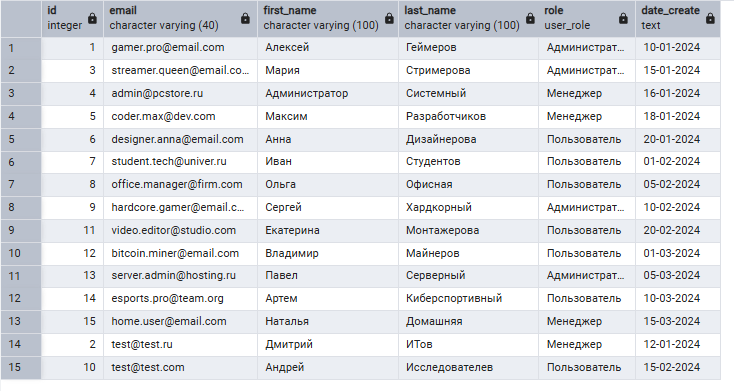 id email first_name last_name role date_create
integer character varying (40) character varying (100) character varying (100) user_role text
1 1 gamer.pro@email.com Алексей Геймеров Администрат… 10-01-2024
2 3 streamer.queen@email.co… Мария Стримерова Администрат… 15-01-2024
3 4 admin@pcstore.ru Администратор Системный Менеджер 16-01-2024
4 5 coder.max@dev.com Максим Разработчиков Менеджер 18-01-2024
5 6 designer.anna@email.com Анна Дизайнерова Пользователь 20-01-2024
6 7 student.tech@univer.ru Иван Студентов Пользователь 01-02-2024
7 8 office.manager@firm.com Ольга Офисная Пользователь 05-02-2024
8 9 hardcore.gamer@email.c… Сергей Хардкорный Администрат… 10-02-2024
9 11 video.editor@studio.com Екатерина Монтажерова Пользователь 20-02-2024
10 12 bitcoin.miner@email.com Владимир Майнеров Пользователь 01-03-2024
11 13 server.admin@hosting.ru Павел Серверный Администрат… 05-03-2024
12 14 esports.pro@team.org Артем Киберспортивный Пользователь 10-03-2024
13 15 home.user@email.com Наталья Домашняя Менеджер 15-03-2024
14 2 test@test.ru Дмитрий ИТов Менеджер 12-01-2024
15 10 test@test.com Андрей Исследователев Пользователь 15-02-2024